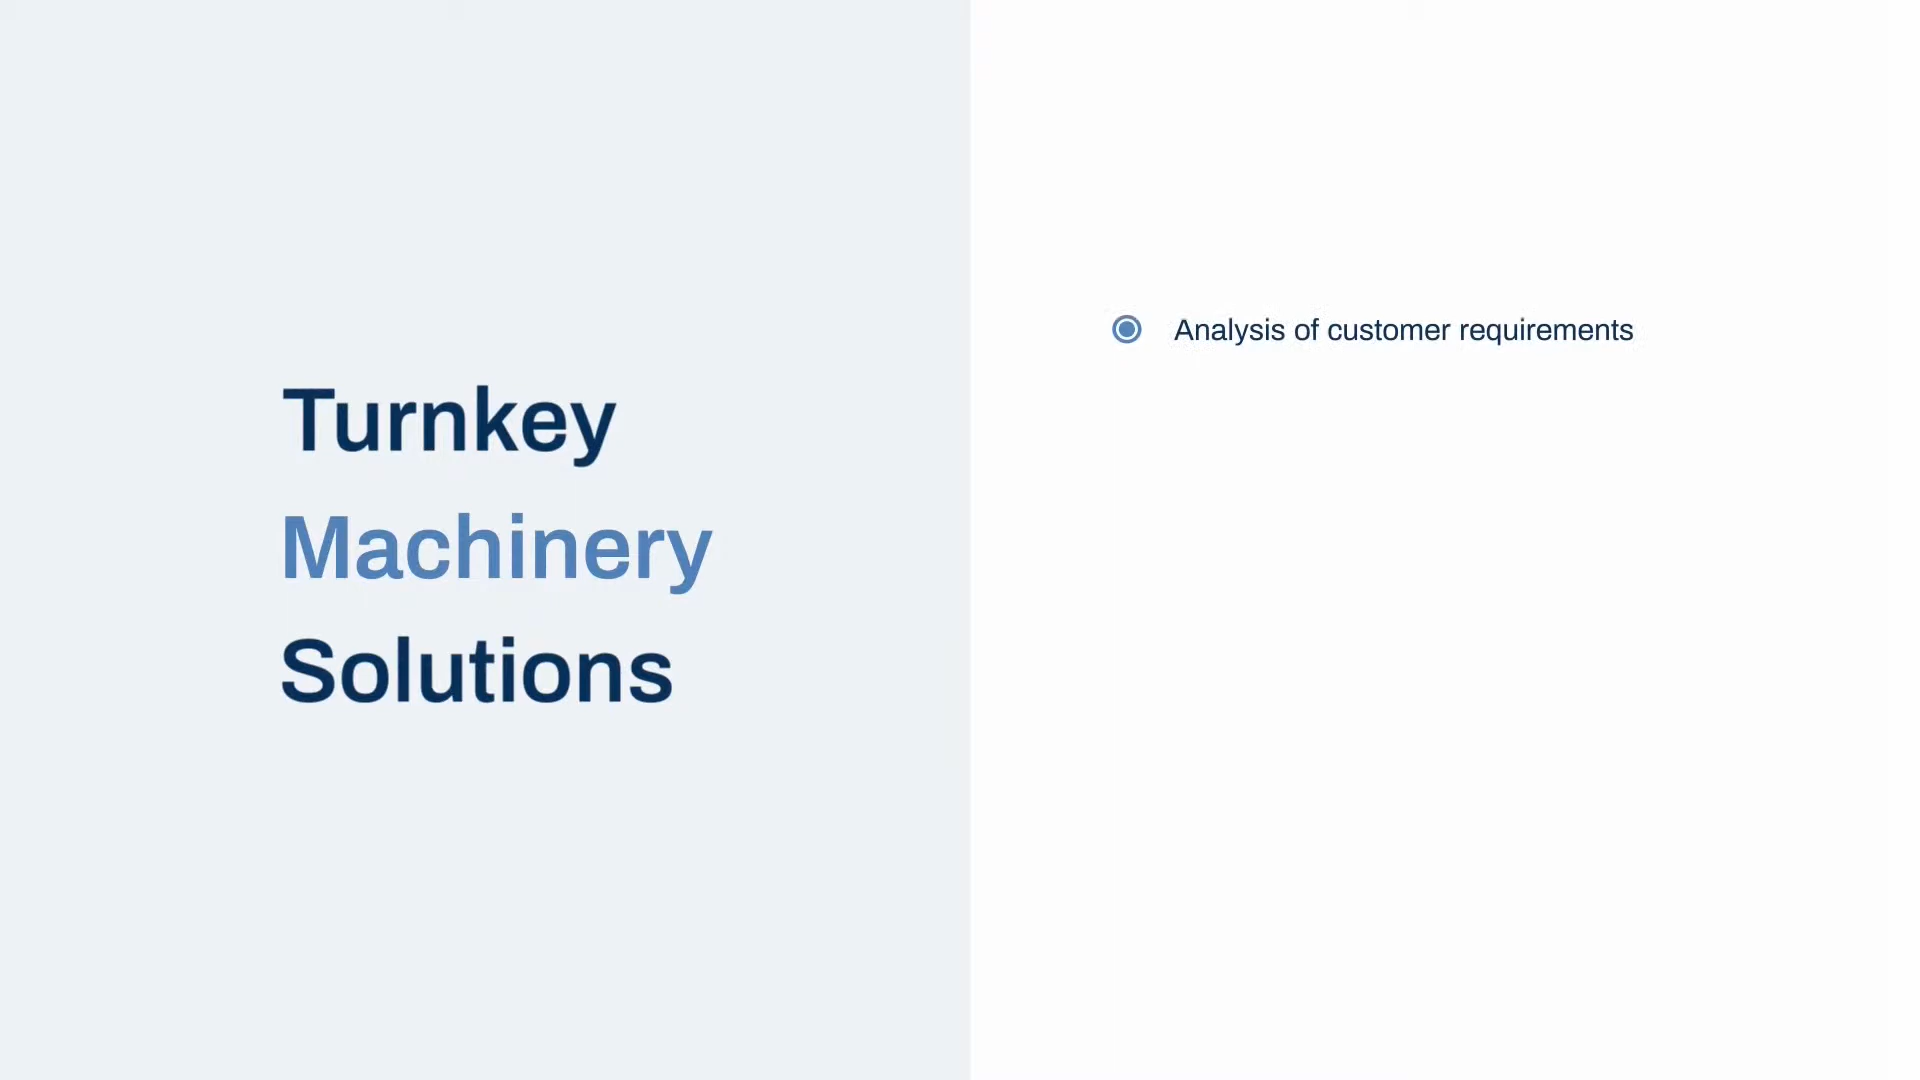 Turnkey
Machinery
Solutions
Analysis of customer requirements